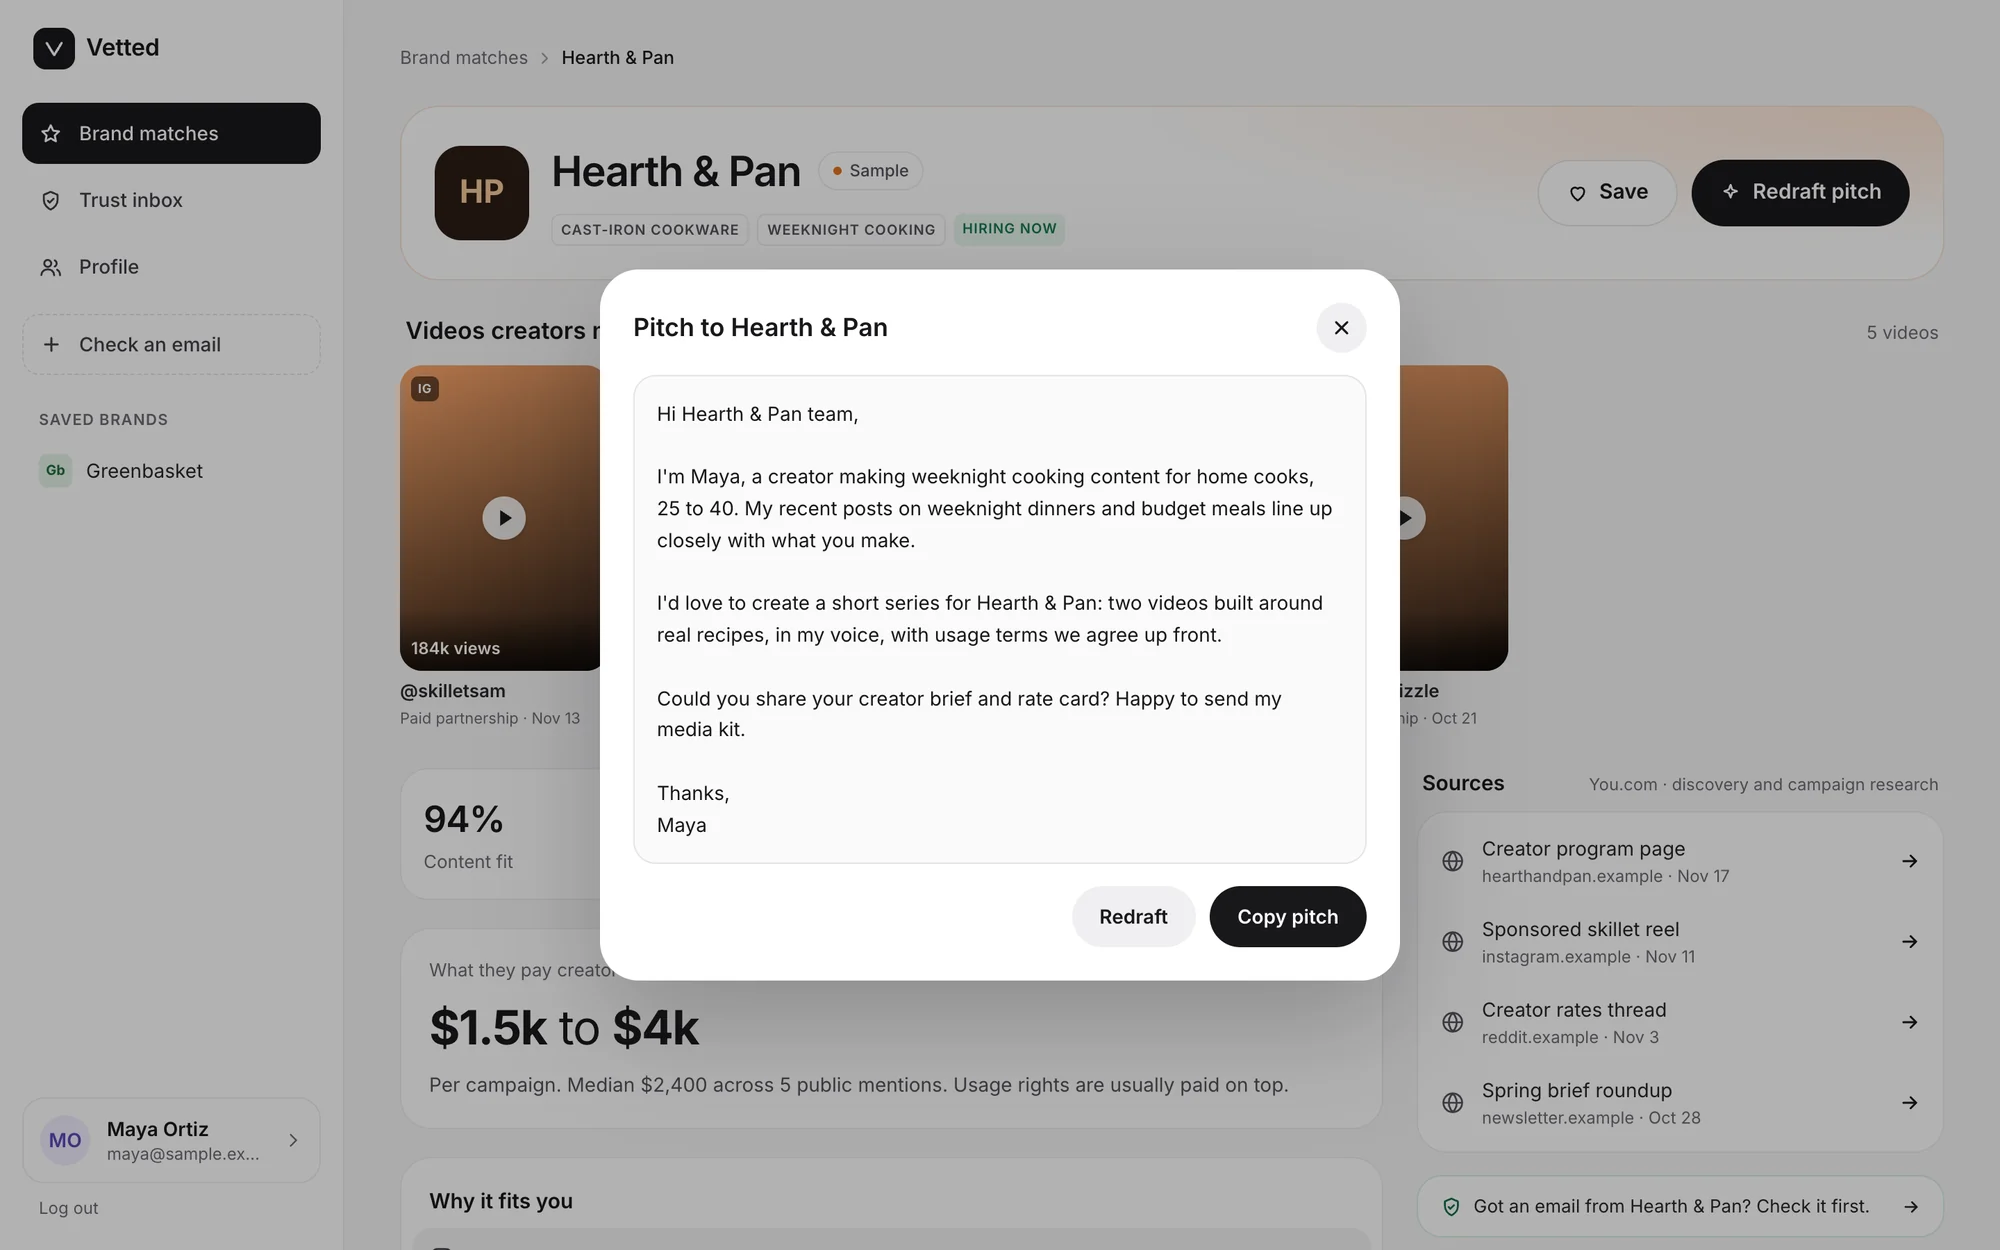 Vetted
Brand matches
Trust inbox
Profile
Check an email
SAVED BRANDS
Gb Greenbasket
MO
Maya Ortiz
maya@sample.ex...
Log out
Brand matches > Hearth & Pan
HP
Hearth & Pan
Sample
CAST-IRON COOKWARE
WEEKNIGHT COOKING
HIRING NOW
Save
Redraft pitch
Videos creators
5 videos
IG
184k views
@skilletsam
Paid partnership · Nov 13
izzle
hip · Oct 21
Pitch to Hearth & Pan
Hi Hearth & Pan team,
I'm Maya, a creator making weeknight cooking content for home cooks,
25 to 40. My recent posts on weeknight dinners and budget meals line up
closely with what you make.
I'd love to create a short series for Hearth & Pan: two videos built around
real recipes, in my voice, with usage terms we agree up front.
Could you share your creator brief and rate card? Happy to send my
media kit.
Thanks,
Maya
Redraft
Copy pitch
94%
Content fit
What they pay creator
$1.5k to $4k
Per campaign. Median $2,400 across 5 public mentions. Usage rights are usually paid on top.
Why it fits you
Sources
You.com · discovery and campaign research
Creator program page
hearthandpan.example · Nov 17
Sponsored skillet reel
instagram.example · Nov 11
Creator rates thread
reddit.example · Nov 3
Spring brief roundup
newsletter.example · Oct 28
Got an email from Hearth & Pan? Check it first.